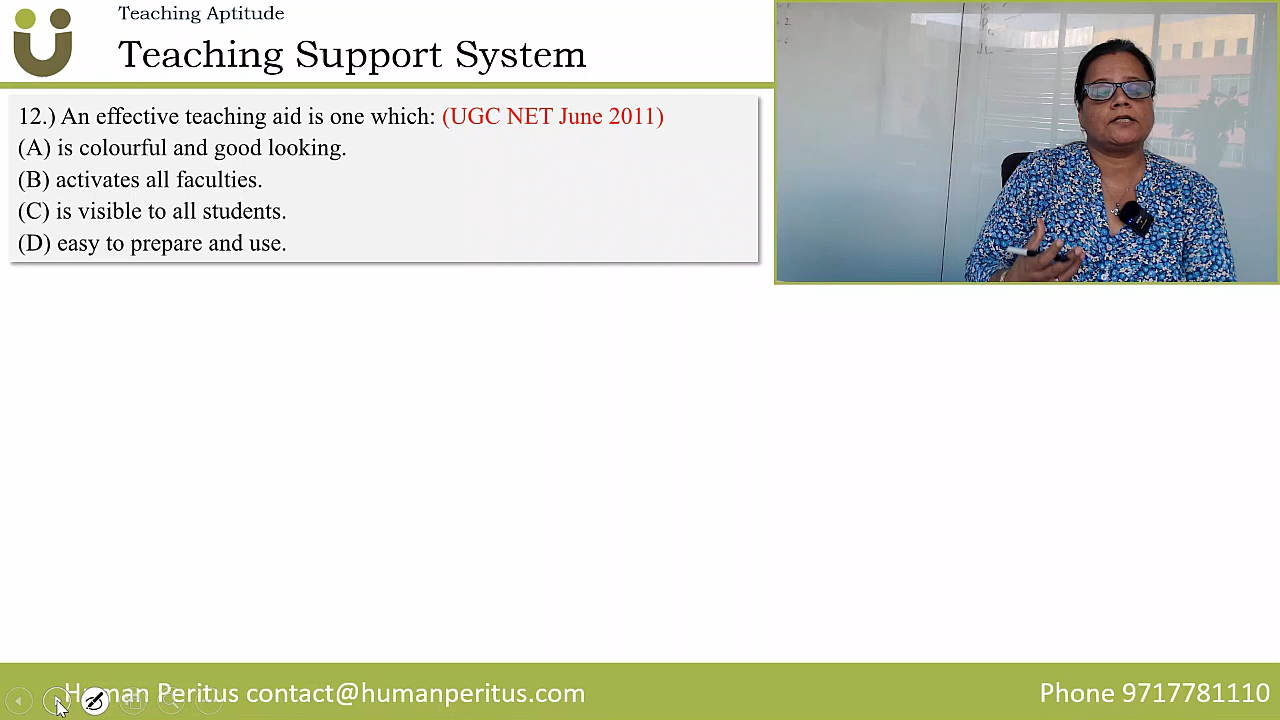 Teaching Aptitude
Teaching Support System
12.) An effective teaching aid is one which: (UGC NET June 2011)
(A) is colourful and good looking.
(B) activates all faculties.
(C) is visible to all students.
(D) easy to prepare and use.
Human Peritus contact@humanperitus.com
Phone 9717781110